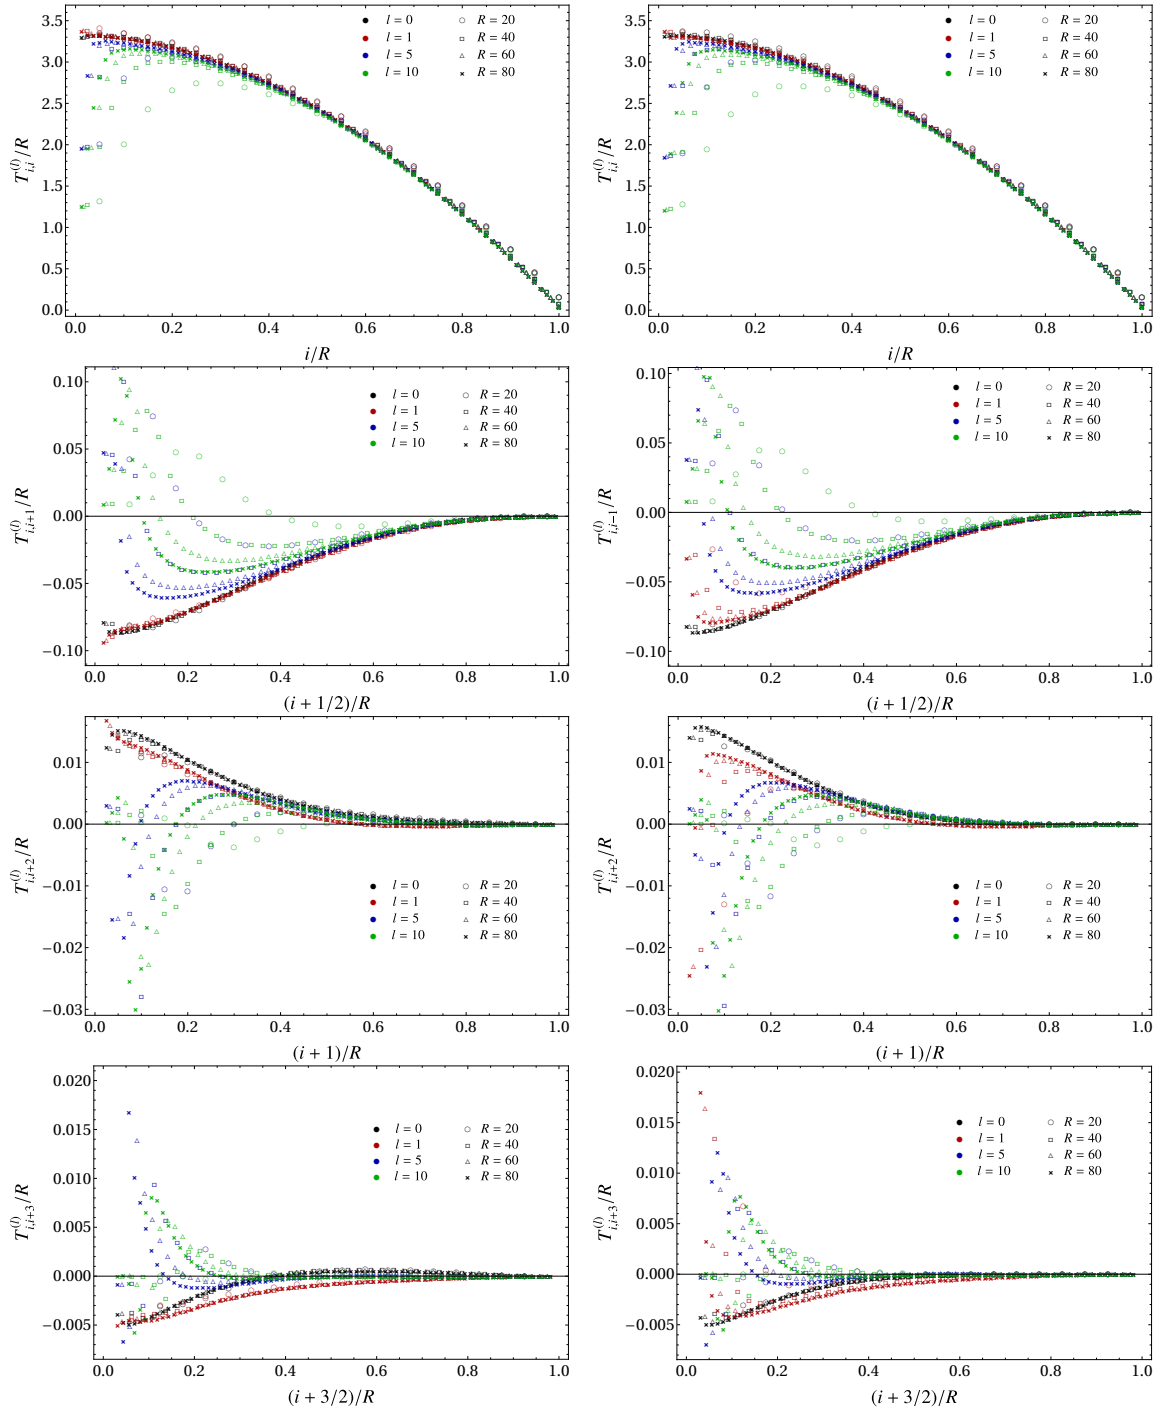 T^{(l)}_{i,i}/R
3.5
3.0
2.5
2.0
1.5
1.0
0.5
0.0
l = 0 R = 20
l = 1 R = 40
l = 5 R = 60
l = 10 R = 80
0.0 0.2 0.4 0.6 0.8 1.0
i/R
T^{(l)}_{i,i}/R
3.5
3.0
2.5
2.0
1.5
1.0
0.5
0.0
l = 0 R = 20
l = 1 R = 40
l = 5 R = 60
l = 10 R = 80
0.0 0.2 0.4 0.6 0.8 1.0
i/R
T^{(l)}_{i,i+1}/R
0.10
0.05
0.00
−0.05
−0.10
l = 0 R = 20
l = 1 R = 40
l = 5 R = 60
l = 10 R = 80
0.0 0.2 0.4 0.6 0.8 1.0
(i + 1/2)/R
T^{(l)}_{i,i−1}/R
0.10
0.05
0.00
−0.05
−0.10
l = 0 R = 20
l = 1 R = 40
l = 5 R = 60
l = 10 R = 80
0.0 0.2 0.4 0.6 0.8 1.0
(i + 1/2)/R
T^{(l)}_{i,i+2}/R
0.01
0.00
−0.01
−0.02
−0.03
l = 0 R = 20
l = 1 R = 40
l = 5 R = 60
l = 10 R = 80
0.0 0.2 0.4 0.6 0.8 1.0
(i + 1)/R
T^{(l)}_{i,i+2}/R
0.01
0.00
−0.01
−0.02
−0.03
l = 0 R = 20
l = 1 R = 40
l = 5 R = 60
l = 10 R = 80
0.0 0.2 0.4 0.6 0.8 1.0
(i + 1)/R
T^{(l)}_{i,i+3}/R
0.020
0.015
0.010
0.005
0.000
−0.005
l = 0 R = 20
l = 1 R = 40
l = 5 R = 60
l = 10 R = 80
0.0 0.2 0.4 0.6 0.8 1.0
(i + 3/2)/R
T^{(l)}_{i,i+3}/R
0.020
0.015
0.010
0.005
0.000
−0.005
l = 0 R = 20
l = 1 R = 40
l = 5 R = 60
l = 10 R = 80
0.0 0.2 0.4 0.6 0.8 1.0
(i + 3/2)/R